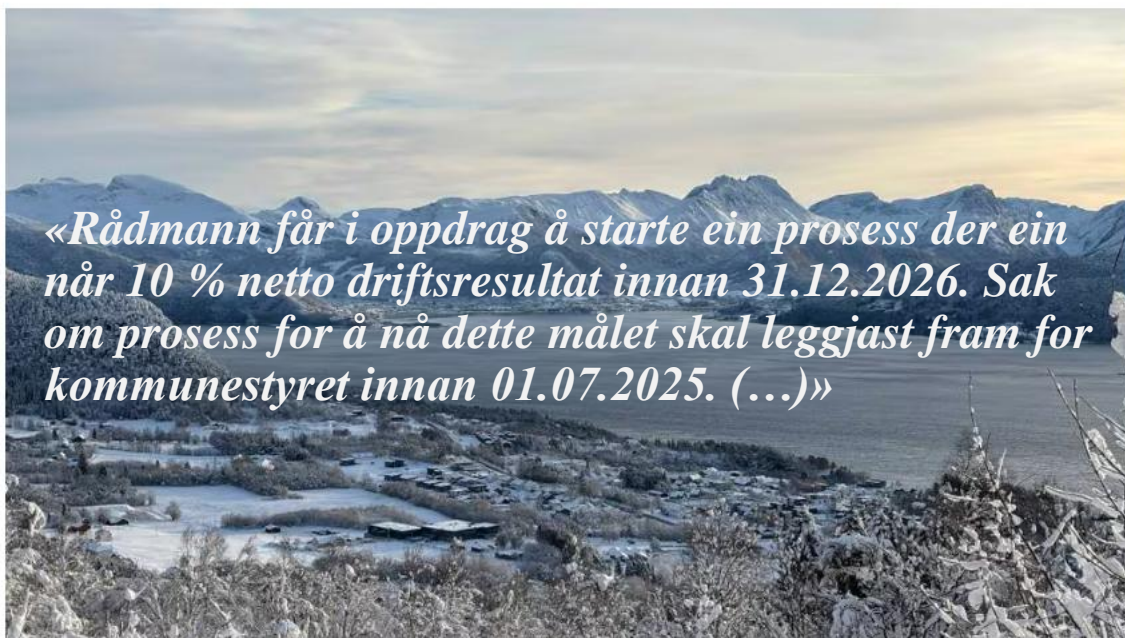 «Rådmann får i oppdrag å starte ein prosess der ein
når 10 % netto driftsresultat innan 31.12.2026. Sak
om prosess for å nå dette målet skal leggjast fram for
kommunestyret innan 01.07.2025. (…)»